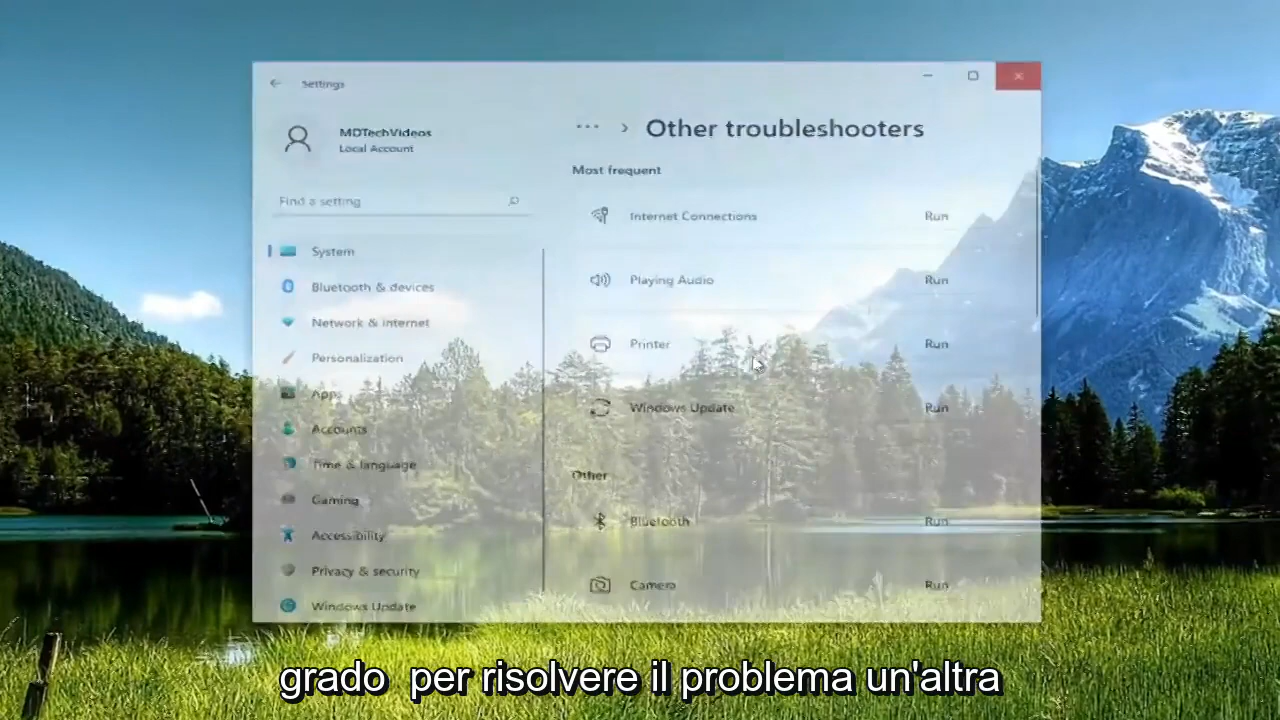 Settings
MDTechVideos
Local Account
Find a setting
System
Bluetooth & devices
Network & internet
Personalization
Apps
Accounts
Time & language
Gaming
Accessibility
Privacy & security
Windows Update
... > Other troubleshooters
Most frequent
Internet Connections Run
Playing Audio Run
Printer Run
Windows Update Run
Other
Bluetooth Run
Camera Run
grado per risolvere il problema un'altra